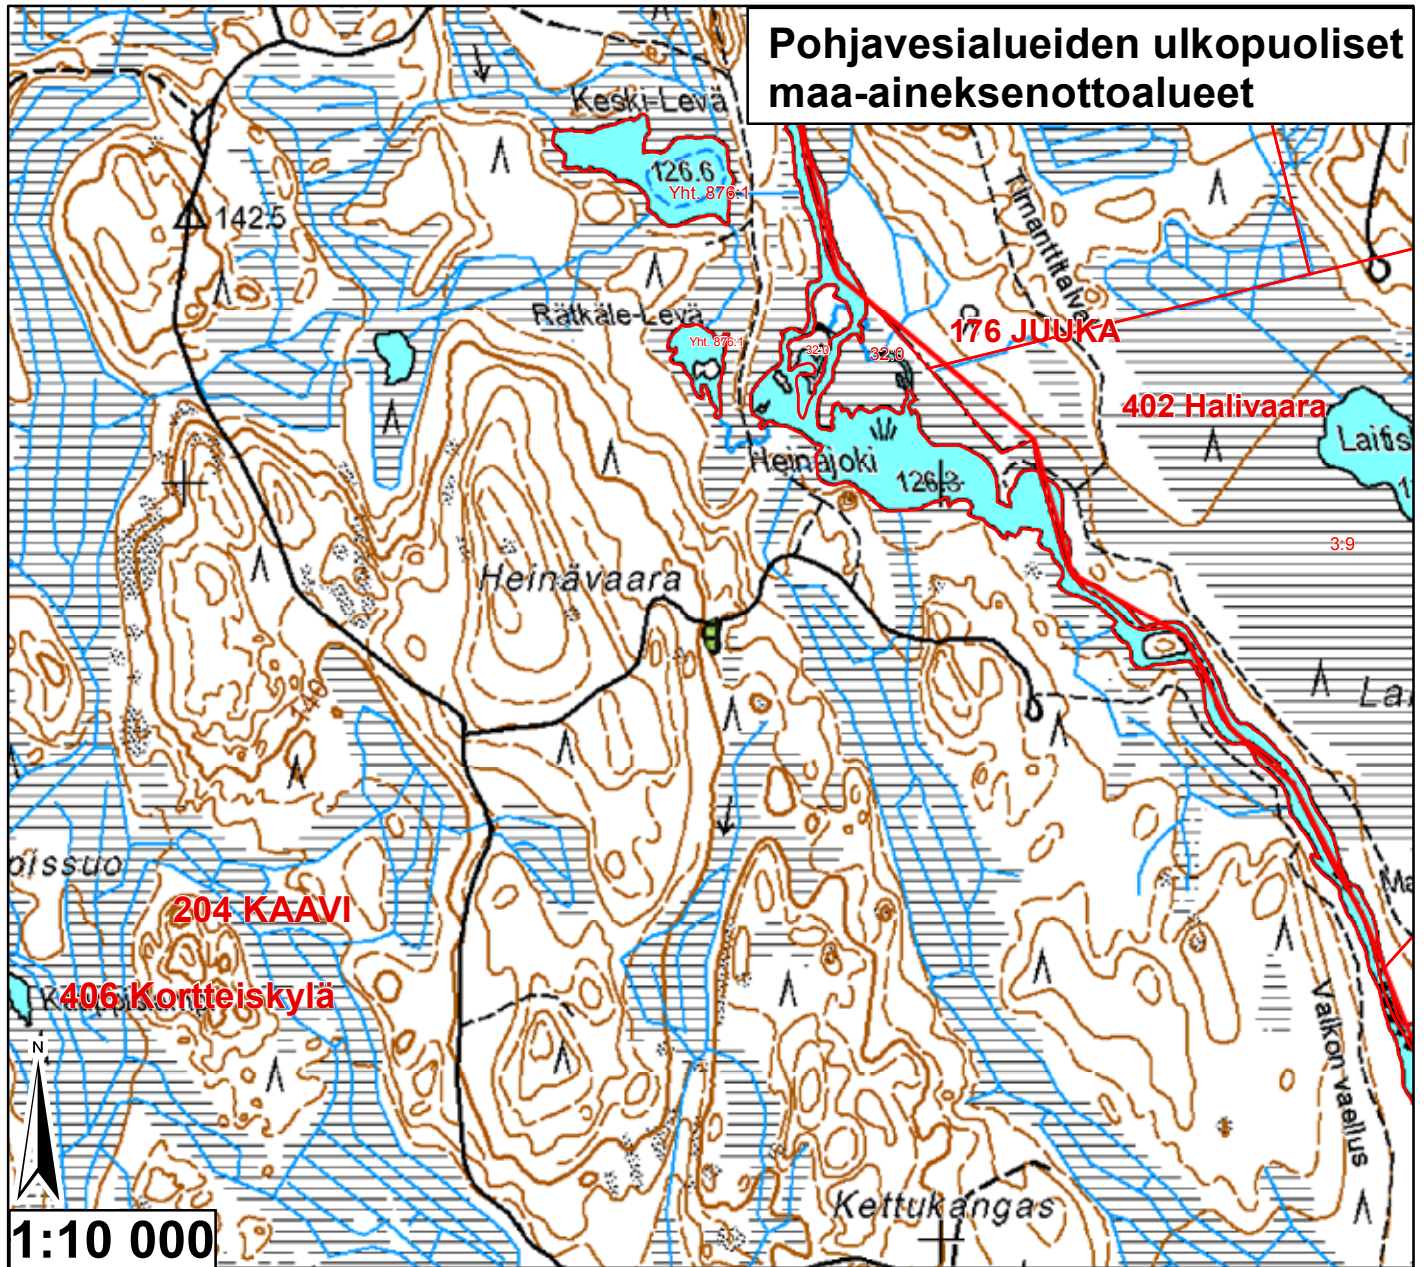 Pohjavesialueiden ulkopuoliset
maa-aineksenottoalueet
Keski-Levä
126.6
Yht. 876:1
142.5
Rätkäle-Levä
Yht. 876:1
32:0
32:0
176 JUUKA
402 Halivaara
Heinäjoki
126.3
3:9
Heinävaara
140
204 KAAVI
406 Kortteiskylä
Vaikon vaellus
Kettukangas
N
1:10 000